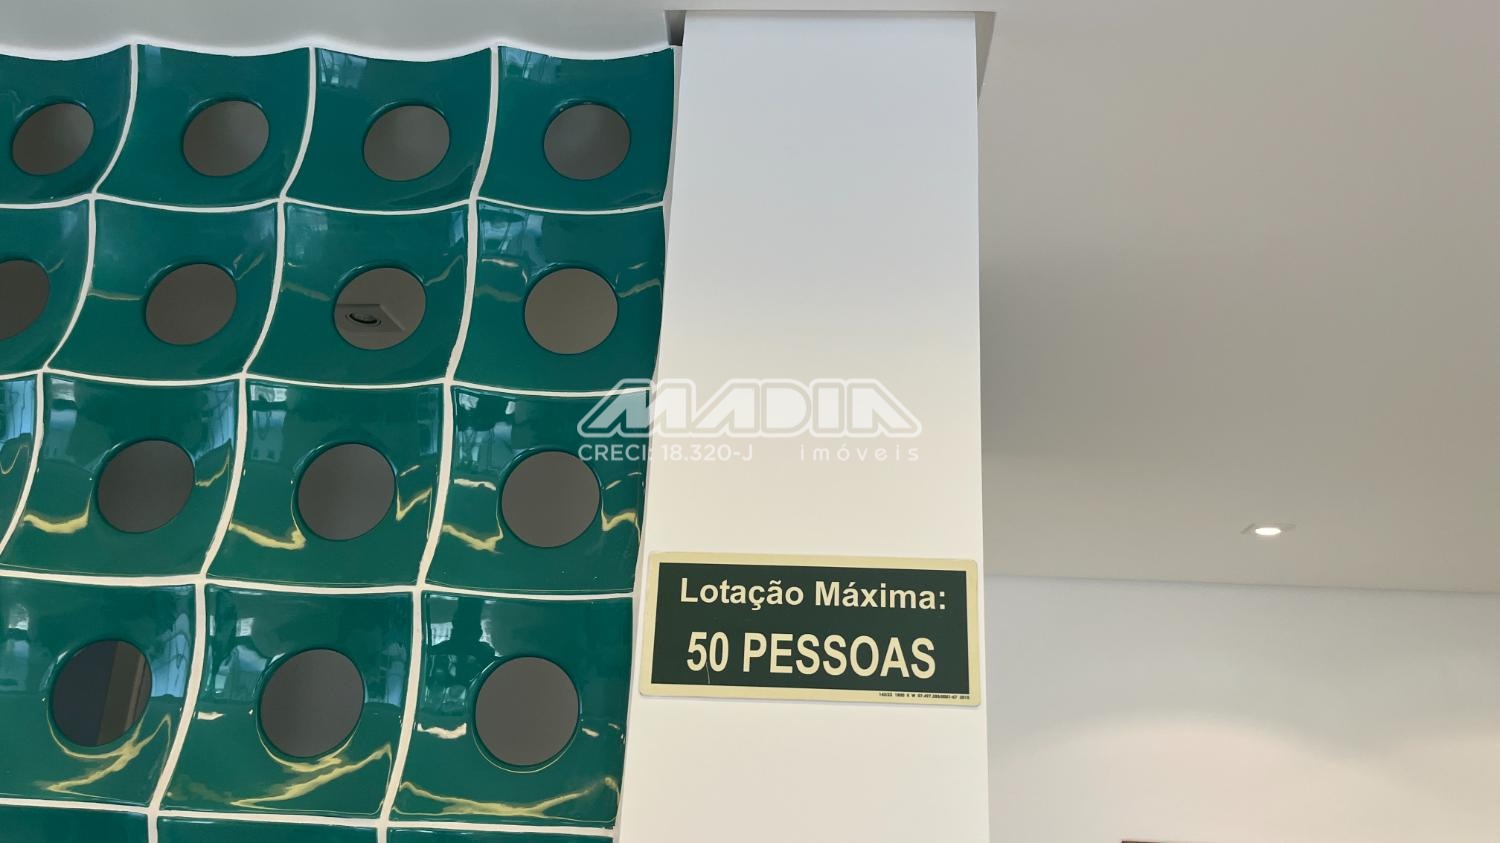 MADIA
CRECI: 18.320-J imóveis
Lotação Máxima:
50 PESSOAS